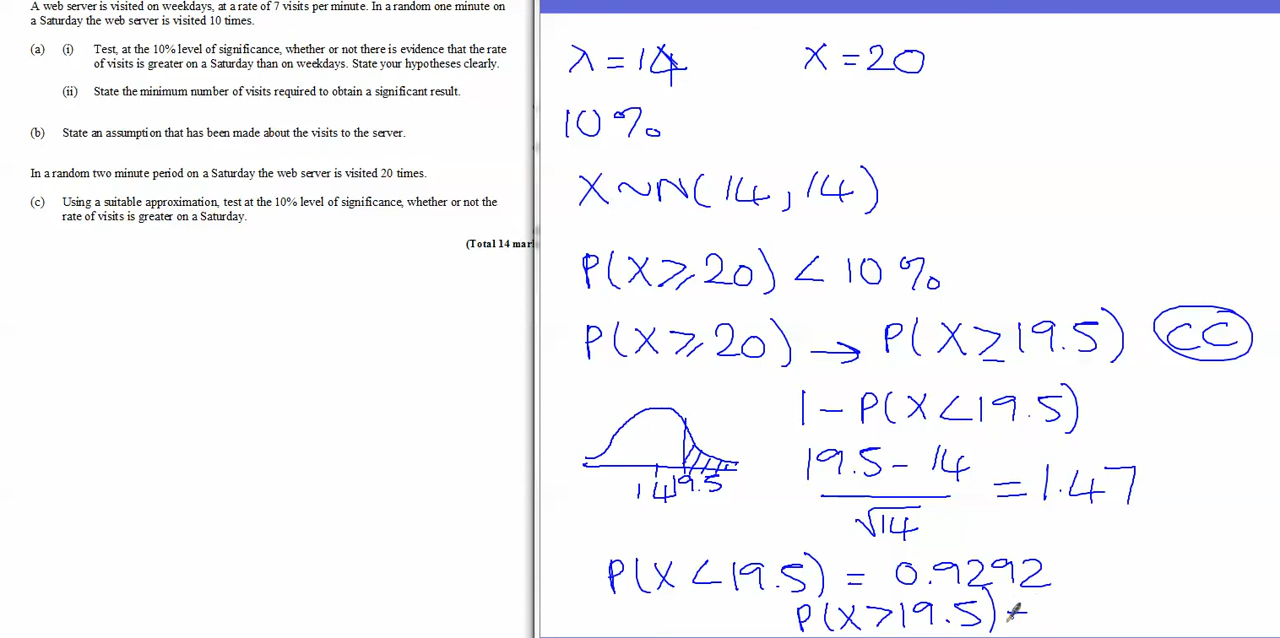 A web server is visited on weekdays, at a rate of 7 visits per minute. In a random one minute on
a Saturday the web server is visited 10 times.
(a) (i) Test, at the 10% level of significance, whether or not there is evidence that the rate
of visits is greater on a Saturday than on weekdays. State your hypotheses clearly.
(ii) State the minimum number of visits required to obtain a significant result.
(b) State an assumption that has been made about the visits to the server.
In a random two minute period on a Saturday the web server is visited 20 times.
(c) Using a suitable approximation, test at the 10% level of significance, whether or not the
rate of visits is greater on a Saturday.
(Total 14 mar
λ = 14 X = 20
10%
X ~ N(14, 14)
P(X ⩾ 20) < 10%
P(X ⩾ 20) → P(X ≥ 19.5) CC
1 - P(X < 19.5)
19.5 - 14
= 1.47
√14
14 19.5
P(X < 19.5) = 0.9292
P(X > 19.5)